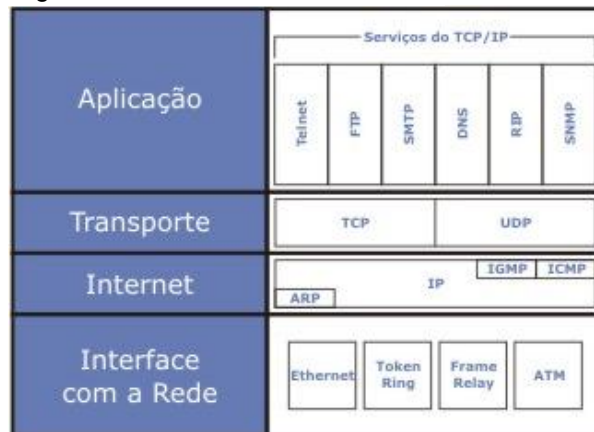 Serviços do TCP/IP
Aplicação
Telnet
FTP
SMTP
DNS
RIP
SNMP
Transporte
TCP
UDP
Internet
ARP
IP
IGMP
ICMP
Interface
com a Rede
Ethernet
Token
Ring
Frame
Relay
ATM